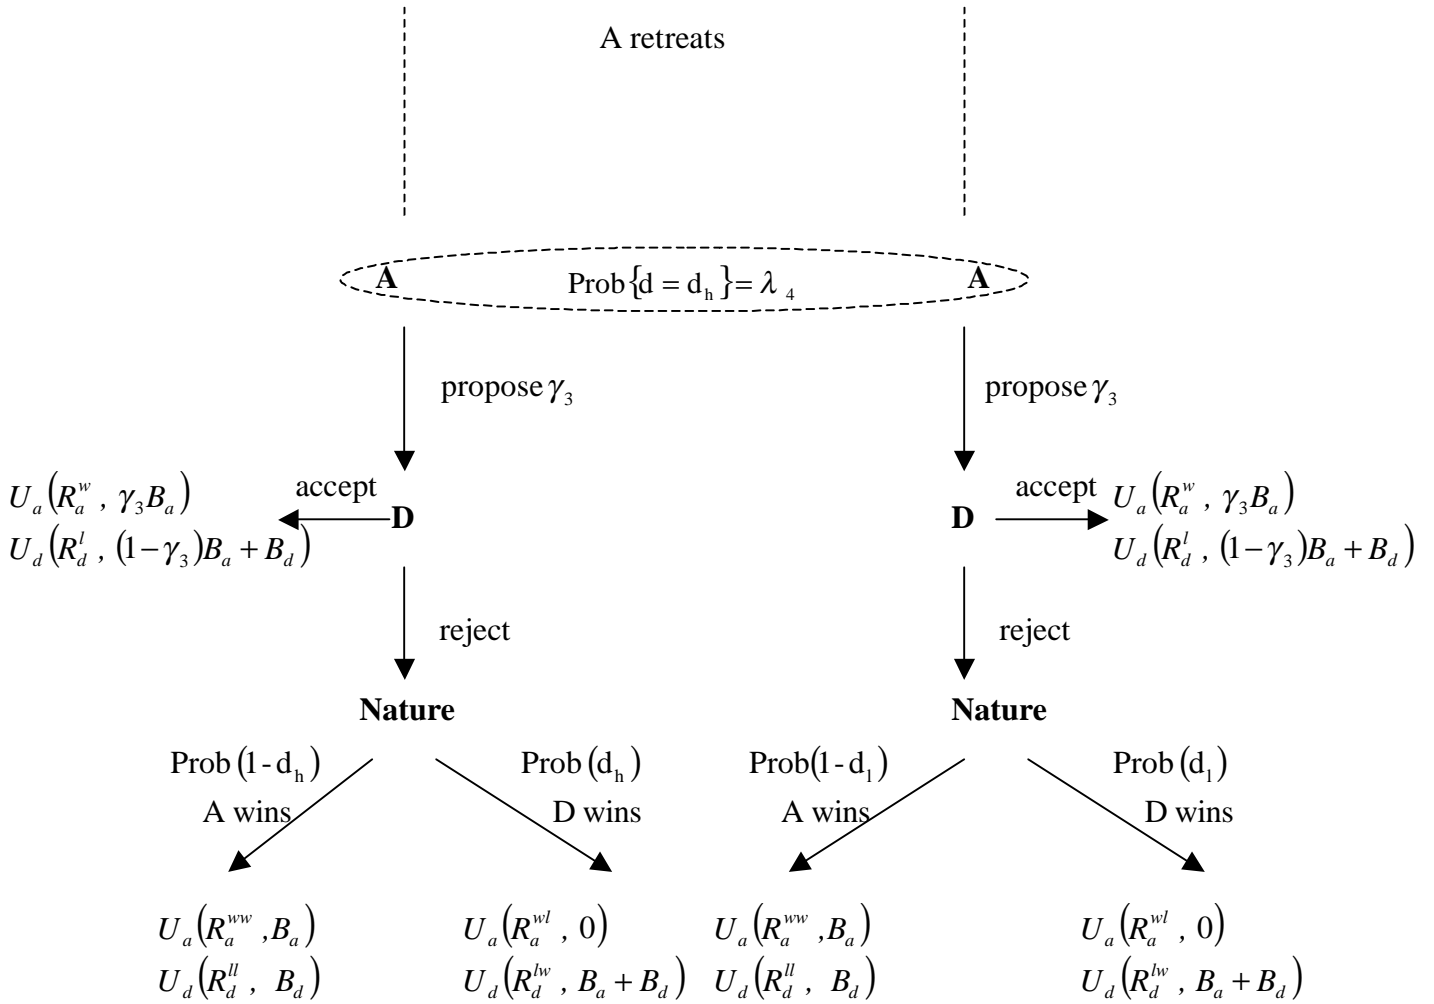 A retreats
A Prob{d = d_h} = λ_4 A
propose γ_3 propose γ_3
accept accept
U_a(R_a^w , γ_3B_a) U_a(R_a^w , γ_3B_a)
D D
U_d(R_d^l , (1−γ_3)B_a + B_d) U_d(R_d^l , (1−γ_3)B_a + B_d)
reject reject
Nature Nature
Prob (1 - d_h) Prob (d_h) Prob(1 - d_l) Prob (d_l)
A wins D wins A wins D wins
U_a(R_a^{ww} ,B_a) U_a(R_a^{wl} , 0) U_a(R_a^{ww} ,B_a) U_a(R_a^{wl} , 0)
U_d(R_d^{ll} , B_d) U_d(R_d^{lw} , B_a + B_d) U_d(R_d^{ll} , B_d) U_d(R_d^{lw} , B_a + B_d)